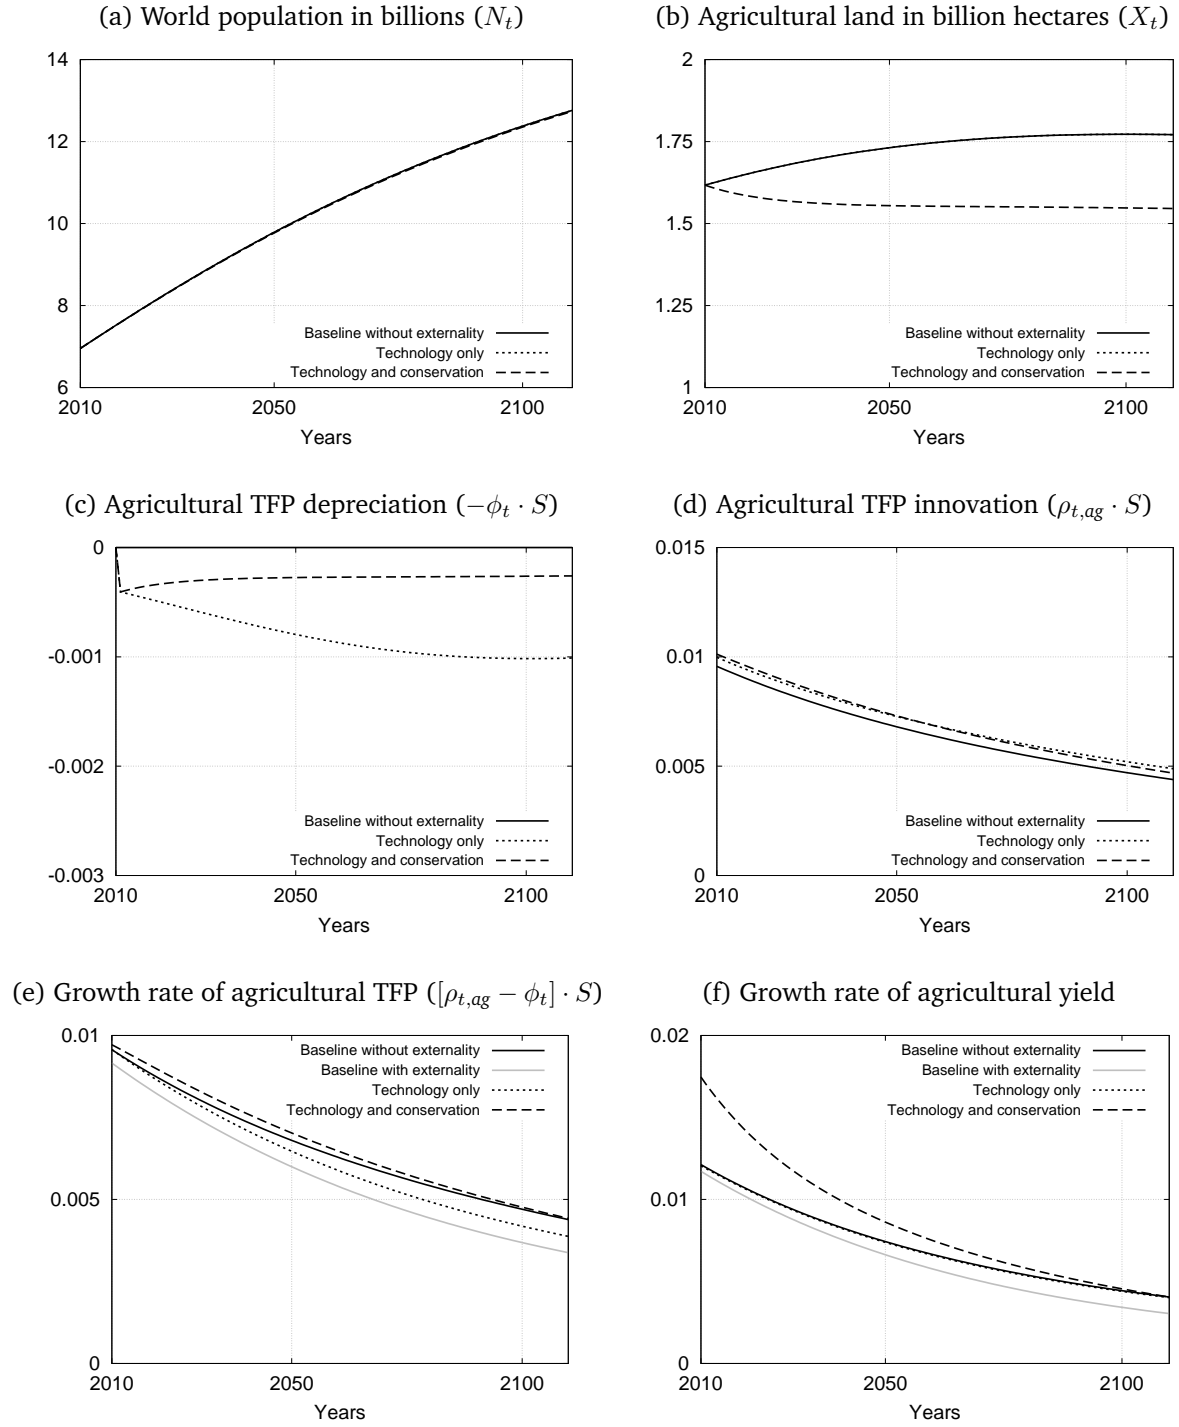 (a) World population in billions (Nₜ)
14
12
10
8
6
2010
2050
2100
Years
Baseline without externality
Technology only
Technology and conservation
(b) Agricultural land in billion hectares (Xₜ)
2
1.75
1.5
1.25
1
2010
2050
2100
Years
Baseline without externality
Technology only
Technology and conservation
(c) Agricultural TFP depreciation (−ϕₜ · S)
0
-0.001
-0.002
-0.003
2010
2050
2100
Years
Baseline without externality
Technology only
Technology and conservation
(d) Agricultural TFP innovation (ρ_{t,ag} · S)
0.015
0.01
0.005
0
2010
2050
2100
Years
Baseline without externality
Technology only
Technology and conservation
(e) Growth rate of agricultural TFP ([ρ_{t,ag} − ϕₜ] · S)
0.01
0.005
0
2010
2050
2100
Years
Baseline without externality
Baseline with externality
Technology only
Technology and conservation
(f) Growth rate of agricultural yield
0.02
0.01
0
2010
2050
2100
Years
Baseline without externality
Baseline with externality
Technology only
Technology and conservation